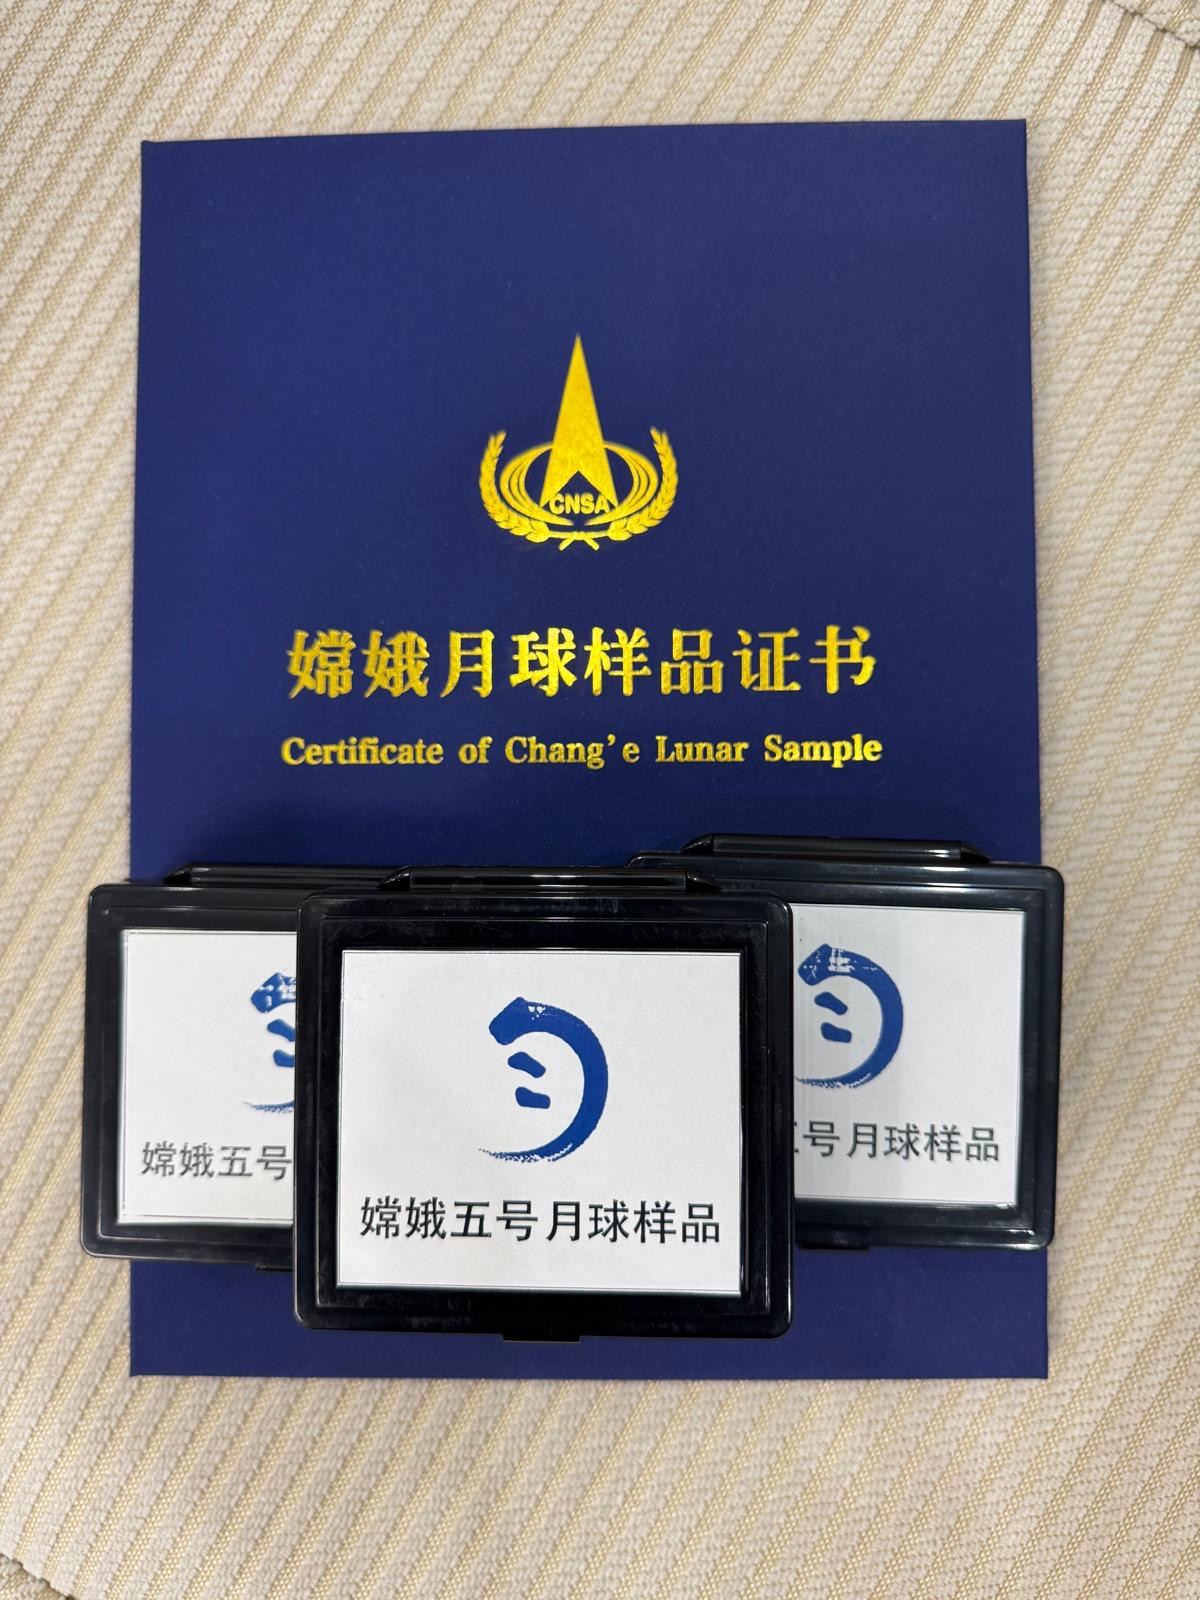 CNSA
嫦娥月球样品证书
Certificate of Chang'e Lunar Sample
嫦娥五号
嫦娥五号月球样品
号月球样品